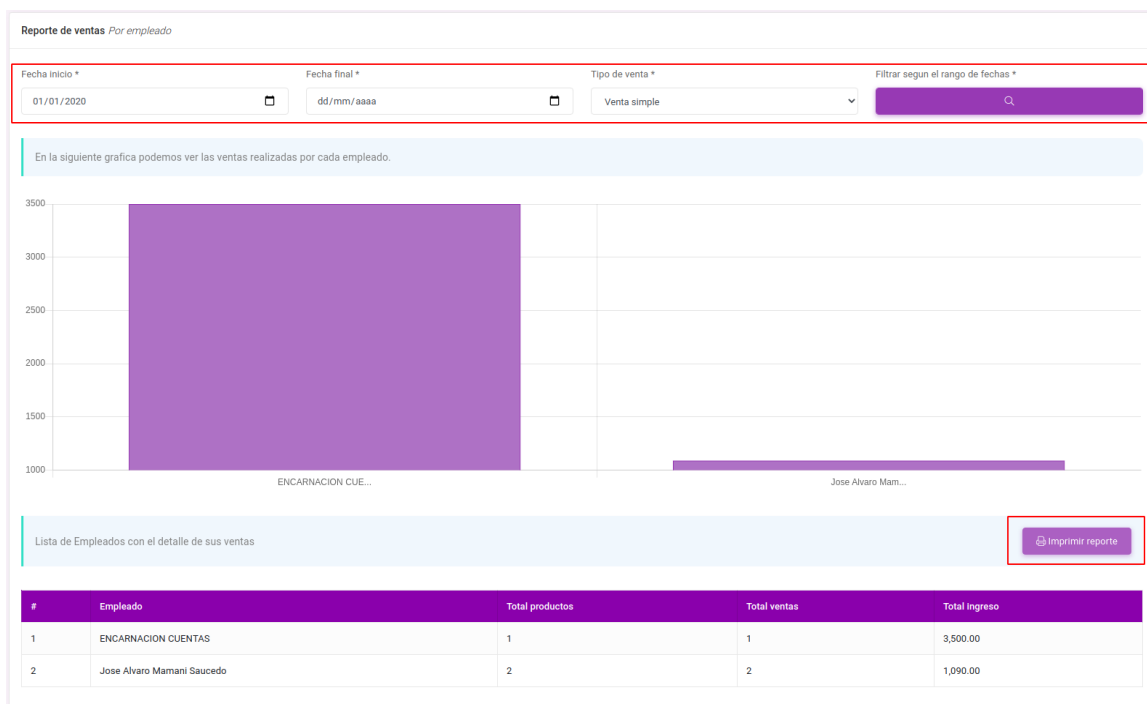 Reporte de ventas Por empleado
Fecha inicio * Fecha final * Tipo de venta * Filtrar segun el rango de fechas *
01/01/2020 dd/mm/aaaa Venta simple
En la siguiente grafica podemos ver las ventas realizadas por cada empleado.
3500
3000
2500
2000
1500
1000
ENCARNACION CUE... Jose Alvaro Mam...
Lista de Empleados con el detalle de sus ventas Imprimir reporte
# Empleado Total productos Total ventas Total ingreso
1 ENCARNACION CUENTAS 1 1 3,500.00
2 Jose Alvaro Mamani Saucedo 2 2 1,090.00